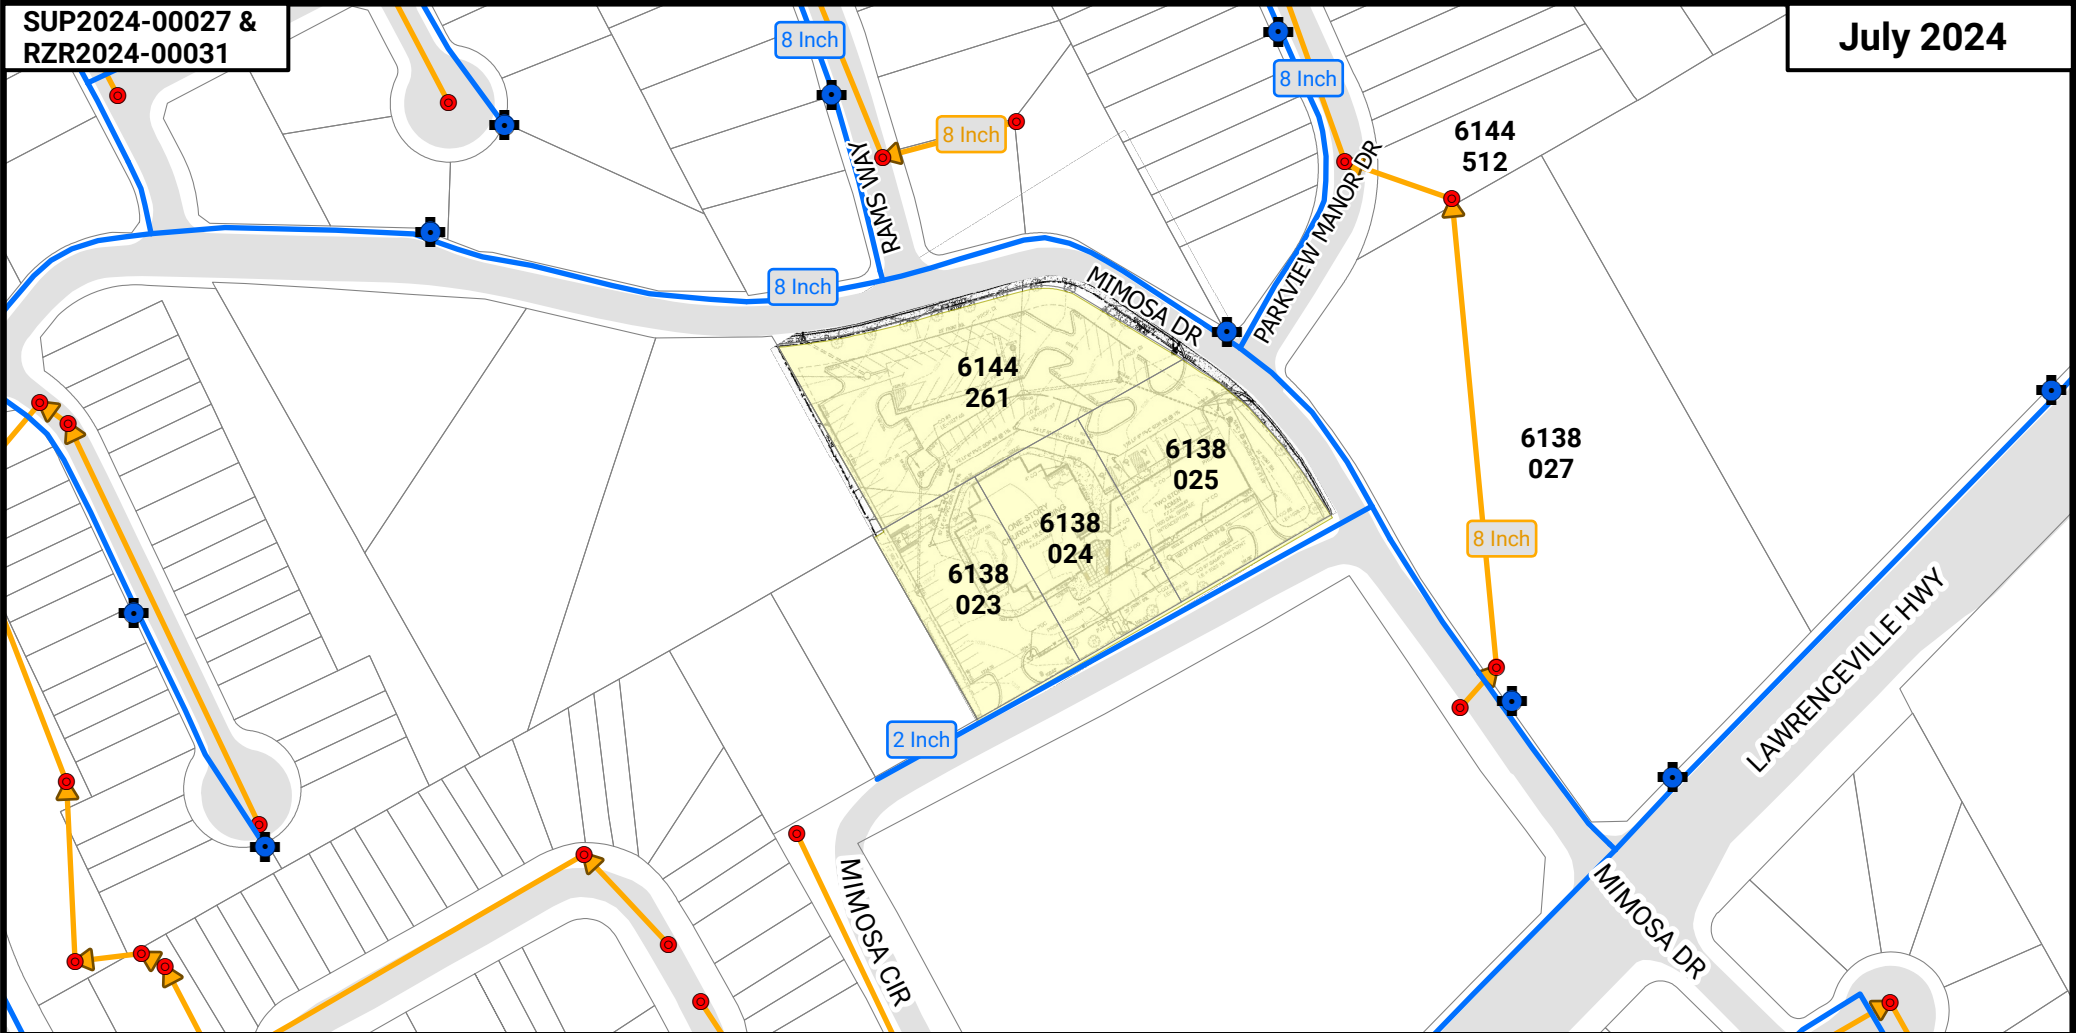 SUP2024-00027 &
RZR2024-00031
July 2024
8 Inch
8 Inch
8 Inch
6144
512
RAMS WAY
PARKVIEW MANOR DR
8 Inch
MIMOSA DR
6144
261
6138
025
6138
027
6138
024
8 Inch
6138
023
ONE STORY
LAWRENCEVILLE HWY
2 Inch
MIMOSA CIR
MIMOSA DR